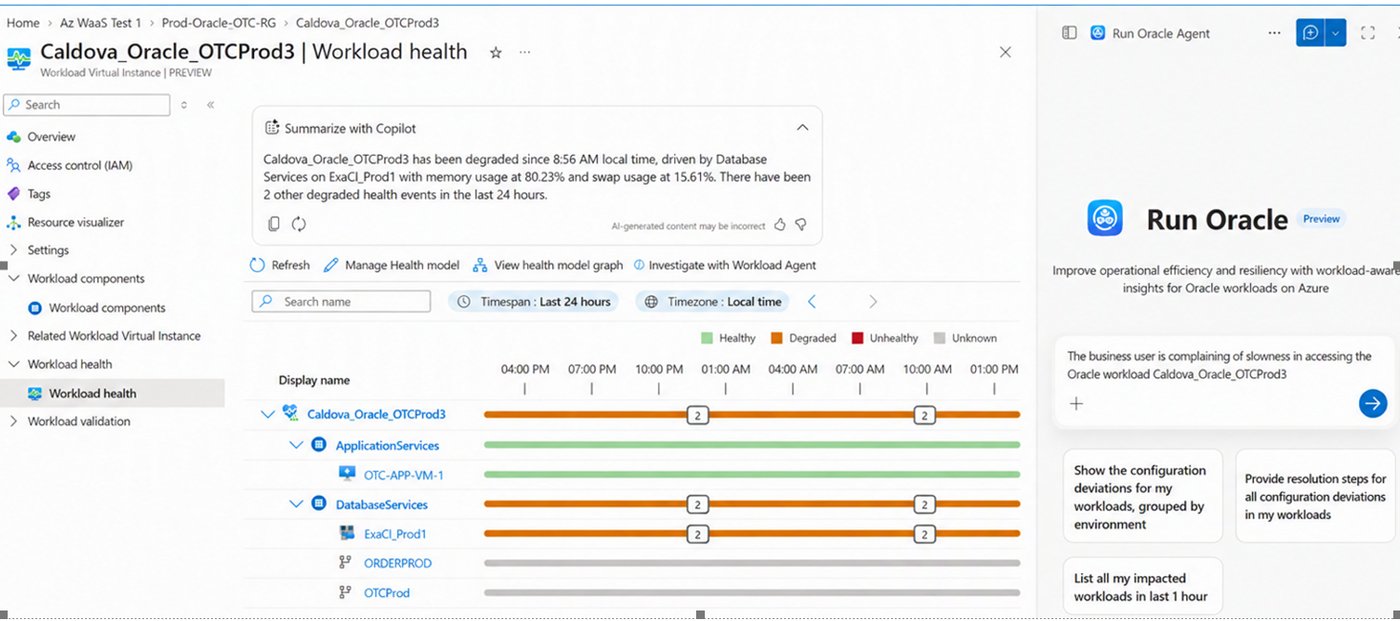 Home > Az WaaS Test 1 > Prod-Oracle-OTC-RG > Caldova_Oracle_OTCProd3
Caldova_Oracle_OTCProd3 | Workload health
Workload Virtual Instance | PREVIEW
Search
Overview
Access control (IAM)
Tags
Resource visualizer
Settings
Workload components
Workload components
Related Workload Virtual Instance
Workload health
Workload health
Workload validation
Summarize with Copilot
Caldova_Oracle_OTCProd3 has been degraded since 8:56 AM local time, driven by Database
Services on ExaCI_Prod1 with memory usage at 80.23% and swap usage at 15.61%. There have been
2 other degraded health events in the last 24 hours.
AI-generated content may be incorrect
Refresh Manage Health model View health model graph Investigate with Workload Agent
Search name Timespan : Last 24 hours Timezone : Local time
Healthy Degraded Unhealthy Unknown
Display name 04:00 PM 07:00 PM 10:00 PM 01:00 AM 04:00 AM 07:00 AM 10:00 AM 01:00 PM
Caldova_Oracle_OTCProd3 2 2
ApplicationServices
OTC-APP-VM-1
DatabaseServices 2 2
ExaCI_Prod1 2 2
ORDERPROD
OTCProd
Run Oracle Agent
Run Oracle Preview
Improve operational efficiency and resiliency with workload-aware
insights for Oracle workloads on Azure
The business user is complaining of slowness in accessing the
Oracle workload Caldova_Oracle_OTCProd3
Show the configuration
deviations for my
workloads, grouped by
environment
Provide resolution steps for
all configuration deviations
in my workloads
List all my impacted
workloads in last 1 hour